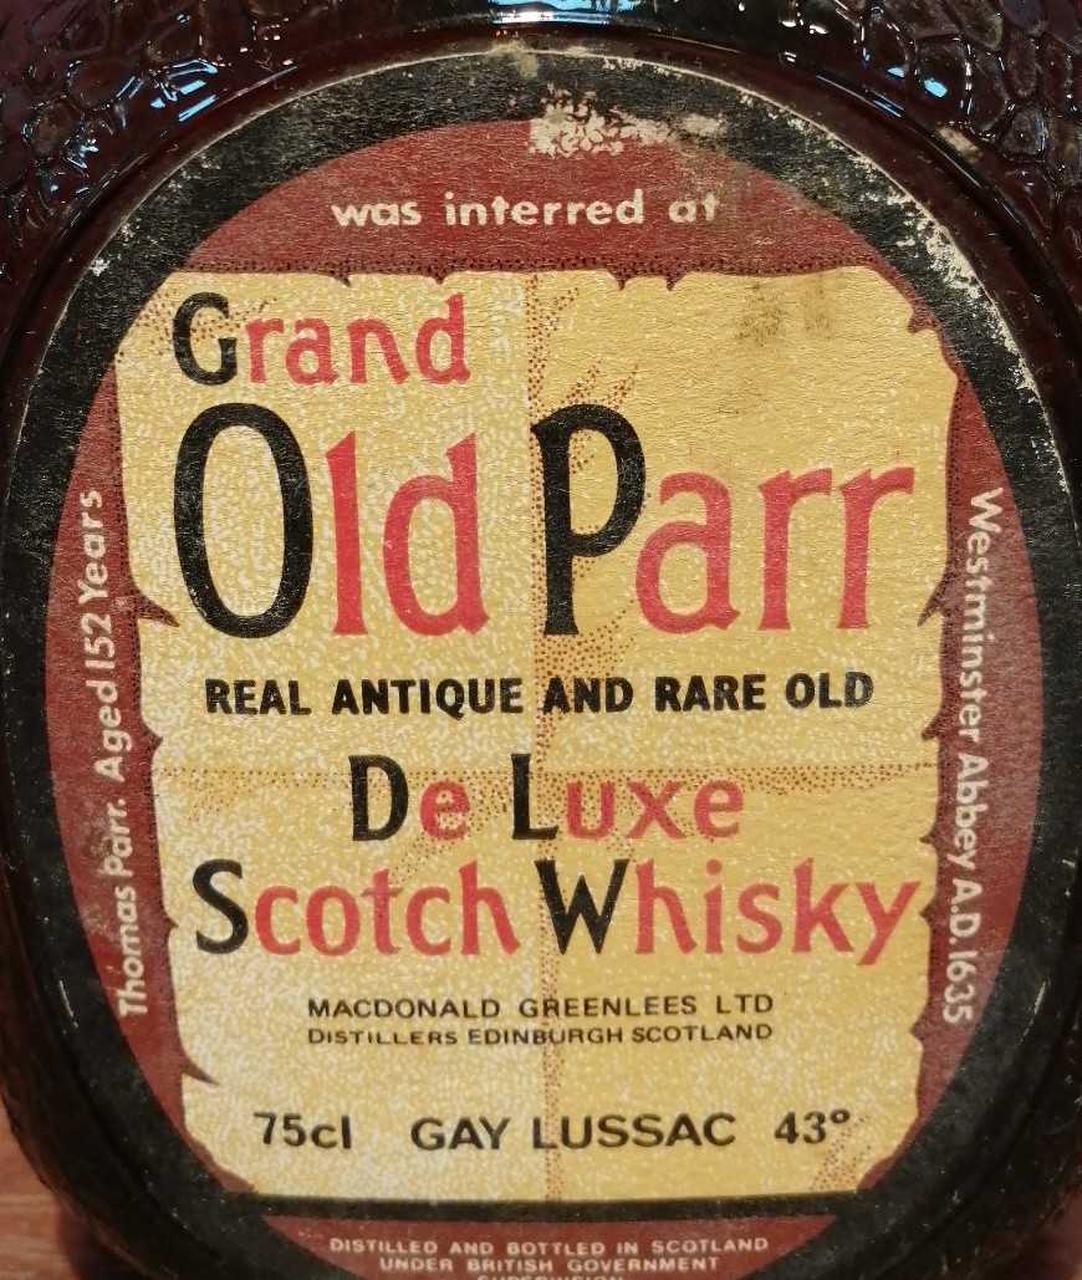 Thomas Parr. Aged 152 Years
was interred at
Westminster Abbey A.D.1635
Grand
Old Parr
REAL ANTIQUE AND RARE OLD
De Luxe
Scotch Whisky
MACDONALD GREENLEES LTD
DISTILLERS EDINBURGH SCOTLAND
75cl GAY LUSSAC 43°
DISTILLED AND BOTTLED IN SCOTLAND
UNDER BRITISH GOVERNMENT